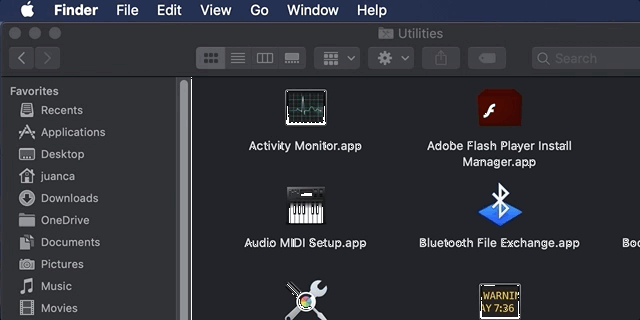 Finder File Edit View Go Window Help
Utilities
Search
Favorites
Recents
Applications
Desktop
juanca
Downloads
OneDrive
Documents
Pictures
Music
Movies
Activity Monitor.app
Adobe Flash Player Install
Manager.app
Audio MIDI Setup.app
Bluetooth File Exchange.app
Boo
WARNIN
AY 7:36